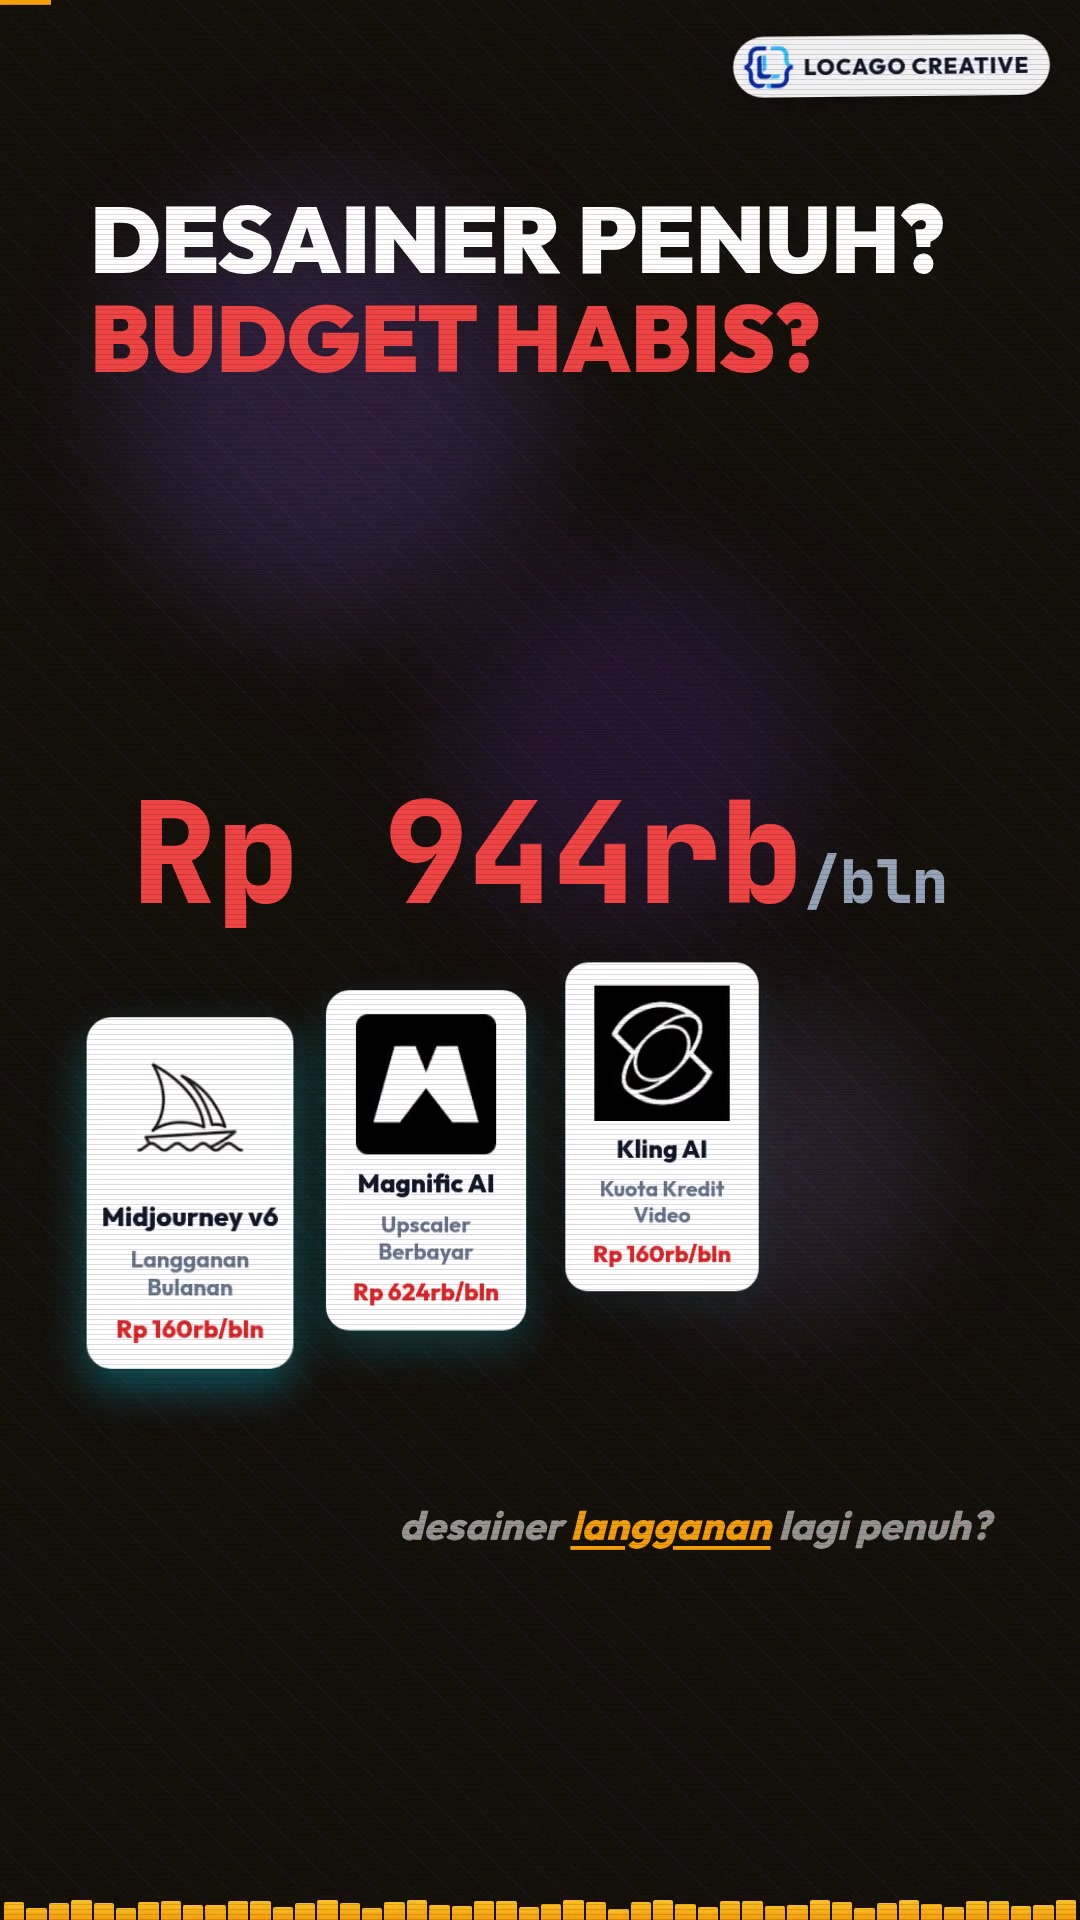 LOCAGO CREATIVE
DESAINER PENUH?
BUDGET HABIS?
Rp 944rb/bln
Midjourney v6
Langganan
Bulanan
Rp 160rb/bln
Magnific AI
Upscaler
Berbayar
Rp 624rb/bln
Kling AI
Kuota Kredit
Video
Rp 160rb/bln
desainer langganan lagi penuh?